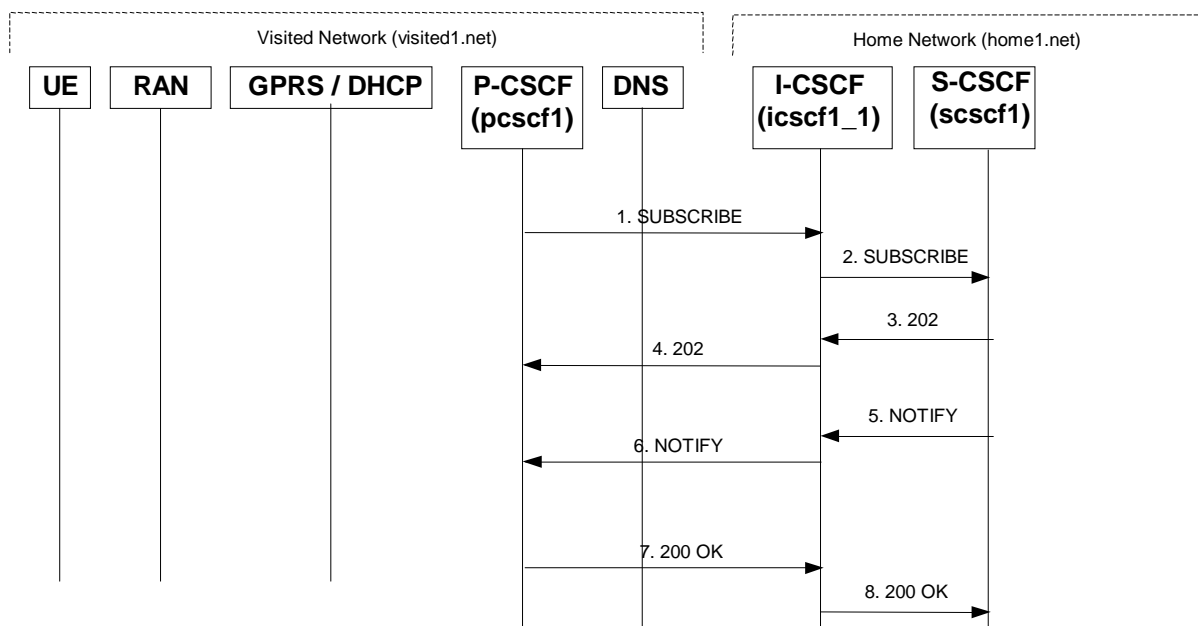 Visited Network (visited1.net)
Home Network (home1.net)
UE
RAN
GPRS / DHCP
P-CSCF
(pcscf1)
DNS
I-CSCF
(icscf1_1)
S-CSCF
(scscf1)
1. SUBSCRIBE
2. SUBSCRIBE
3. 202
4. 202
5. NOTIFY
6. NOTIFY
7. 200 OK
8. 200 OK